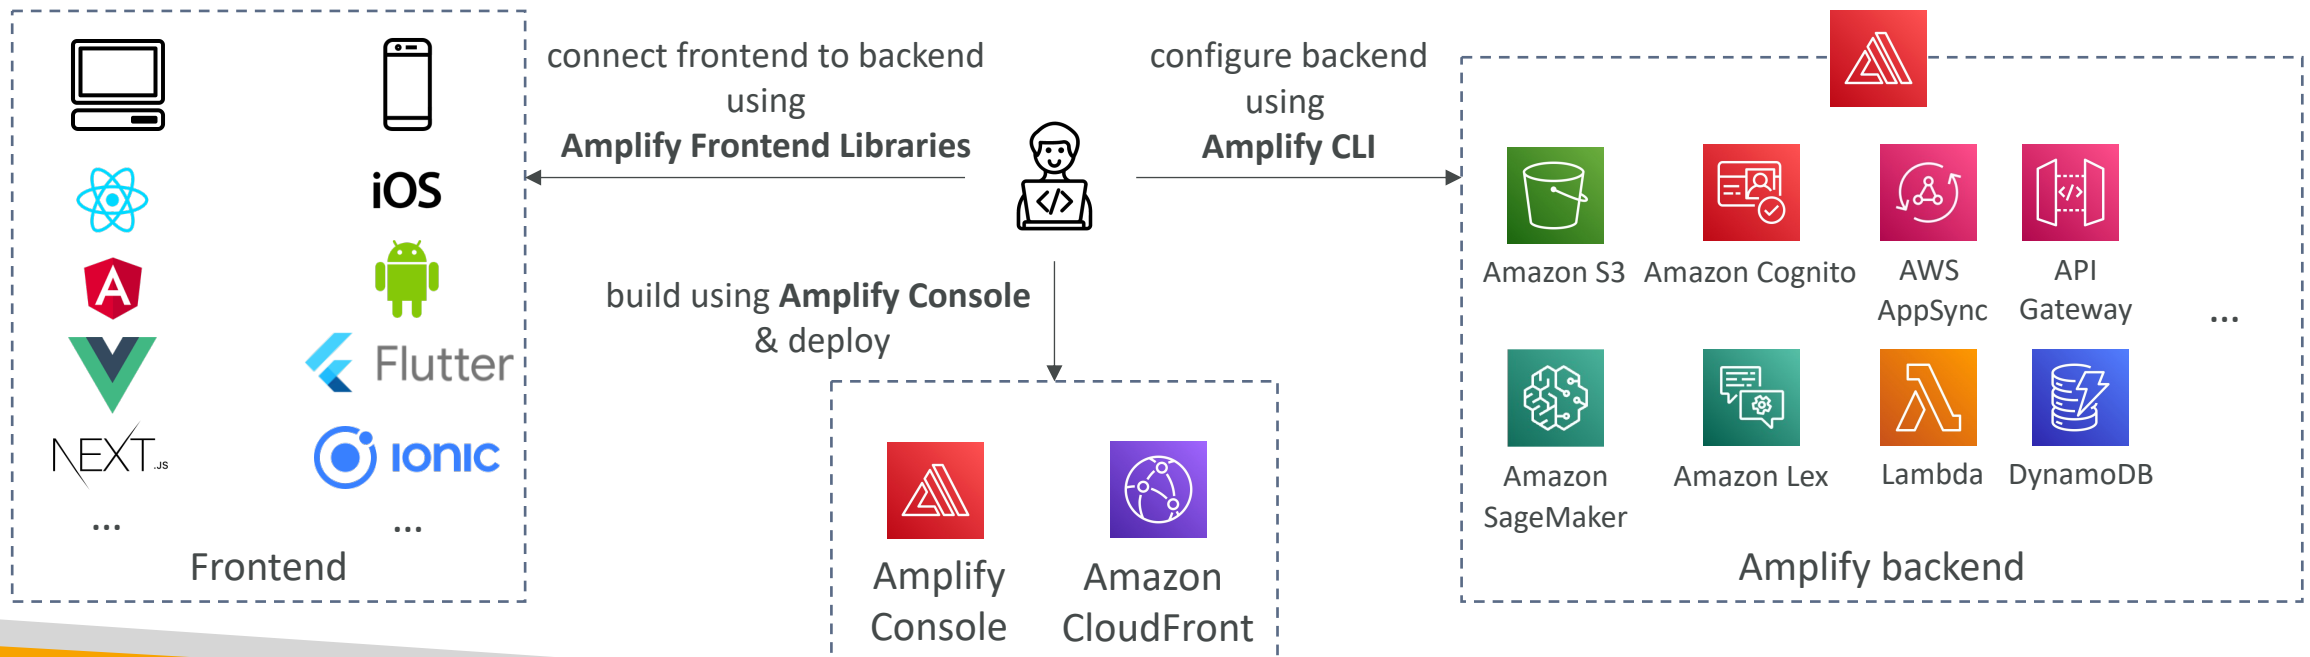 iOS
Flutter
NEXT.JS
IONIC
...
...
Frontend
connect frontend to backend
using
Amplify Frontend Libraries
</>
configure backend
using
Amplify CLI
build using Amplify Console
& deploy
Amplify
Console
Amazon
CloudFront
</>
Amazon S3
Amazon Cognito
AWS
AppSync
API
Gateway
...
Amazon
SageMaker
Amazon Lex
Lambda
DynamoDB
Amplify backend